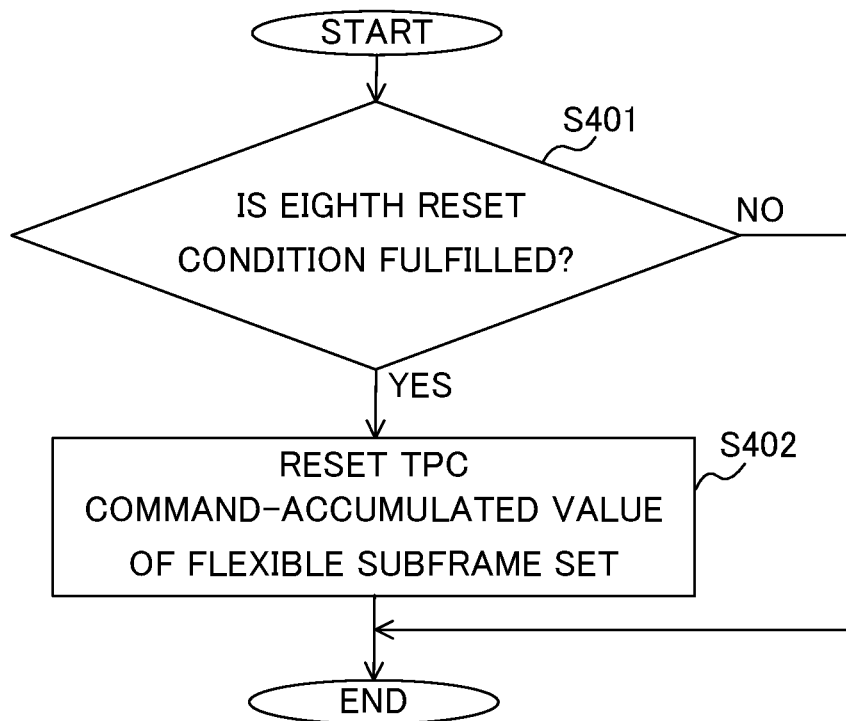 START
S401
IS EIGHTH RESET
CONDITION FULFILLED?
NO
YES
S402
RESET TPC
COMMAND-ACCUMULATED VALUE
OF FLEXIBLE SUBFRAME SET
END